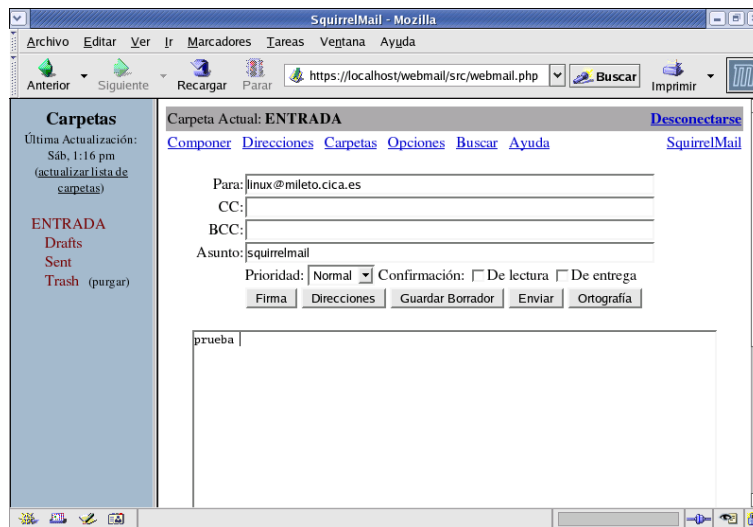 SquirrelMail - Mozilla
Archivo Editar Ver Ir Marcadores Tareas Ventana Ayuda
Anterior Siguiente Recargar Parar https://localhost/webmail/src/webmail.php Buscar Imprimir
Carpetas
Última Actualización:
Sáb, 1:16 pm
(actualizar lista de
carpetas)
ENTRADA
Drafts
Sent
Trash (purgar)
Carpeta Actual: ENTRADA Desconectarse
Componer Direcciones Carpetas Opciones Buscar Ayuda SquirrelMail
Para: linux@mileto.cica.es
CC:
BCC:
Asunto: squirrelmail
Prioridad: Normal Confirmación: De lectura De entrega
Firma Direcciones Guardar Borrador Enviar Ortografía
prueba